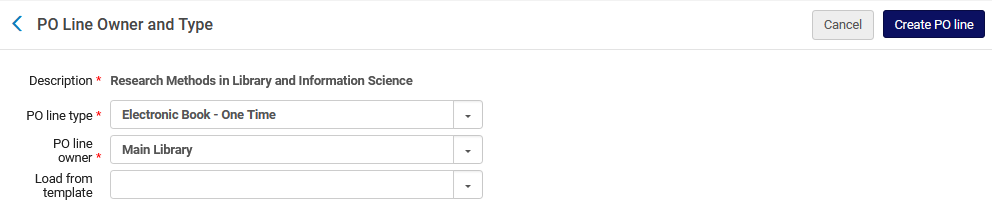 PO Line Owner and Type
Cancel
Create PO line
Description * Research Methods in Library and Information Science
PO line type * Electronic Book - One Time
PO line
owner * Main Library
Load from
template